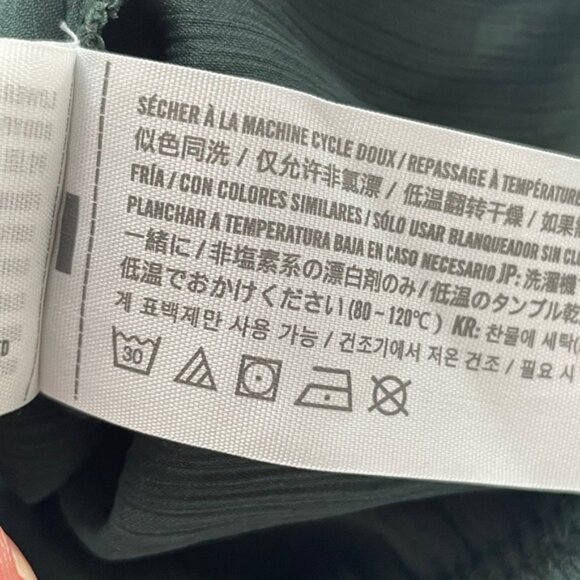 SÉCHER À LA MACHINE CYCLE DOUX / REPASSAGE À TEMPÉRATURE
似色同洗 / 仅允许非氯漂 / 低温翻转干燥 / 如果
FRÍA / CON COLORES SIMILARES / SÓLO USAR BLANQUEADOR SIN
PLANCHAR A TEMPERATURA BAJA EN CASO NECESARIO JP: 洗濯機
一緒に / 非塩素系の漂白剤のみ / 低温のタンブル乾
低温でおかけください (80~120℃) KR: 찬물에 세탁
계 표백제만 사용 가능 / 건조기에서 저온 건조 / 필요 시
30